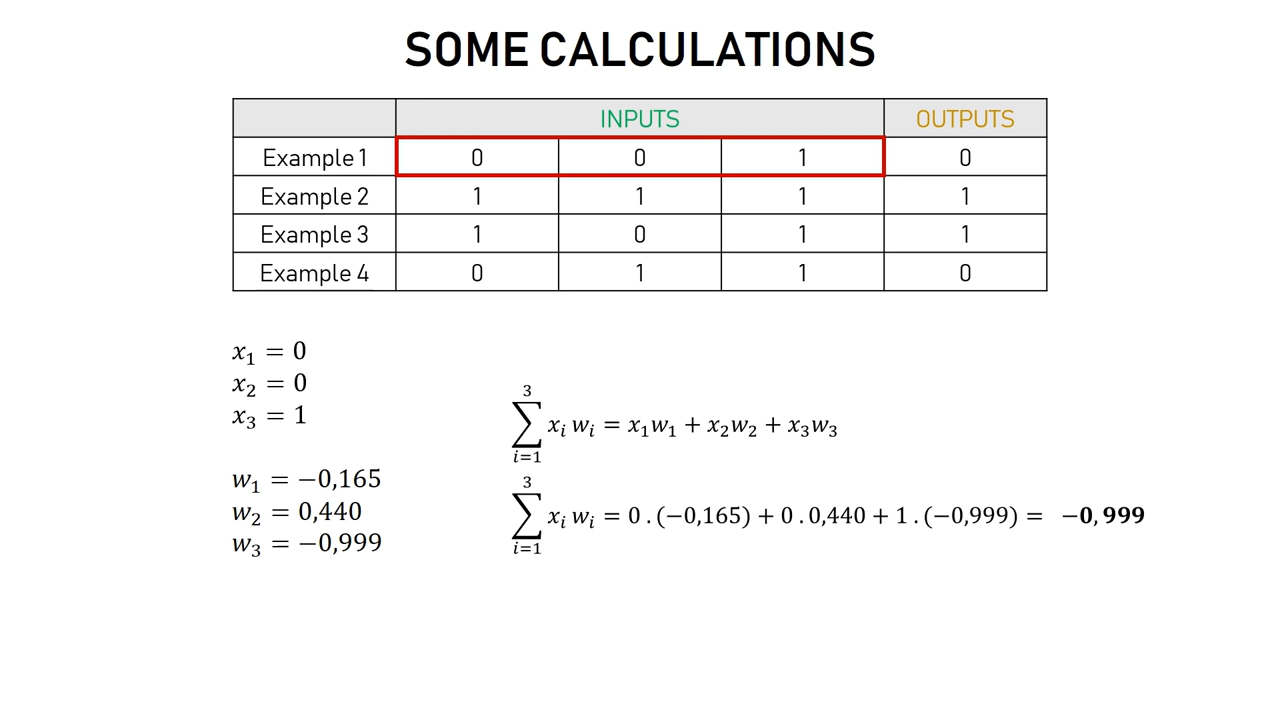 SOME CALCULATIONS
INPUTS OUTPUTS
Example 1 0 0 1 0
Example 2 1 1 1 1
Example 3 1 0 1 1
Example 4 0 1 1 0
x₁ = 0
x₂ = 0
x₃ = 1
w₁ = −0,165
w₂ = 0,440
w₃ = −0,999
∑³ᵢ₌₁ xᵢ wᵢ = x₁w₁ + x₂w₂ + x₃w₃
∑³ᵢ₌₁ xᵢ wᵢ = 0 . (−0,165) + 0 . 0,440 + 1 . (−0,999) = −0,999